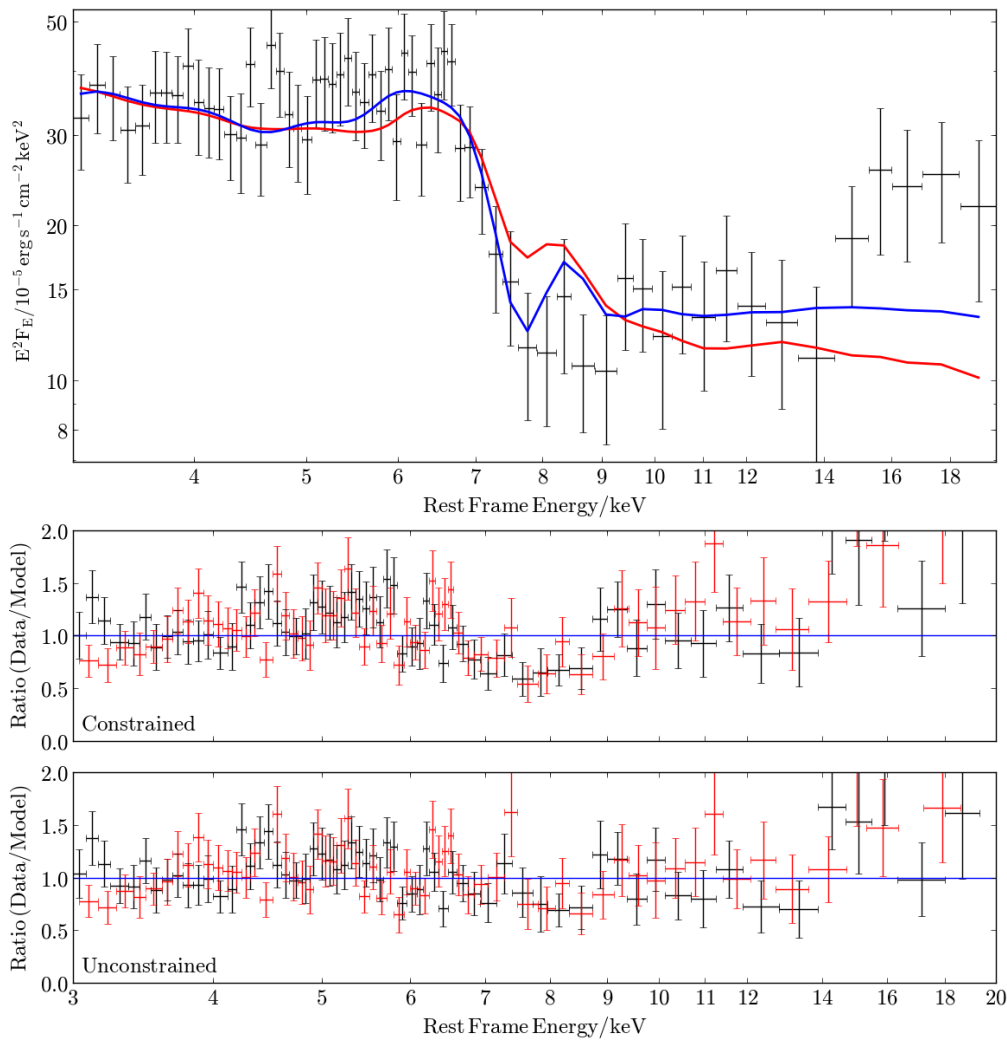 50
30
20
15
10
8
E²F_E/10⁻⁵ erg s⁻¹ cm⁻² keV²
4 5 6 7 8 9 10 11 12 14 16 18
Rest Frame Energy/keV
2.0
1.5
1.0
0.5
0.0
Ratio (Data/Model)
Constrained
2.0
1.5
1.0
0.5
0.0
Ratio (Data/Model)
Unconstrained
3 4 5 6 7 8 9 10 11 12 14 16 18 20
Rest Frame Energy/keV